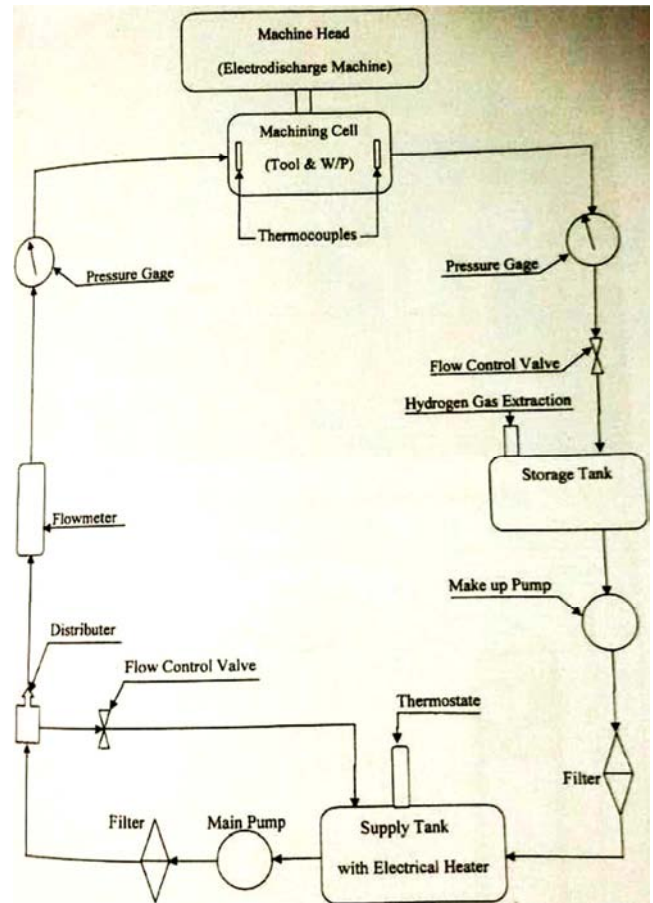 Machine Head
(Electrodischarge Machine)
Machining Cell
(Tool & W/P)
Thermocouples
Pressure Gage
Pressure Gage
Flow Control Valve
Hydrogen Gas Extraction
Storage Tank
Flowmeter
Make up Pump
Distributer
Flow Control Valve
Thermostate
Filter
Filter
Main Pump
Supply Tank
with Electrical Heater